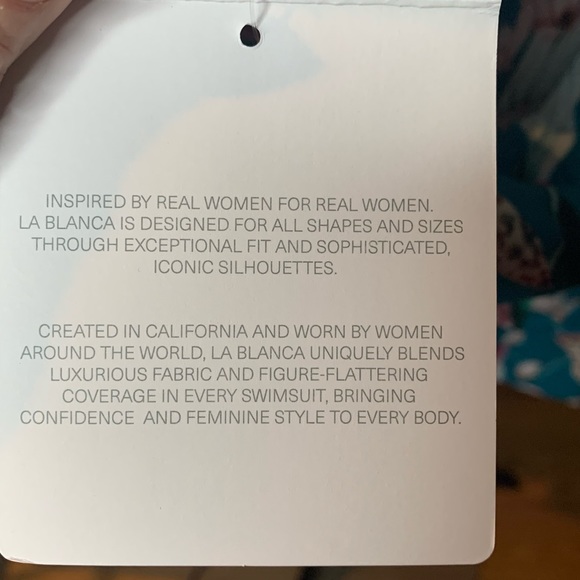 INSPIRED BY REAL WOMEN FOR REAL WOMEN.
LA BLANCA IS DESIGNED FOR ALL SHAPES AND SIZES
THROUGH EXCEPTIONAL FIT AND SOPHISTICATED,
ICONIC SILHOUETTES.
CREATED IN CALIFORNIA AND WORN BY WOMEN
AROUND THE WORLD, LA BLANCA UNIQUELY BLENDS
LUXURIOUS FABRIC AND FIGURE-FLATTERING
COVERAGE IN EVERY SWIMSUIT, BRINGING
CONFIDENCE AND FEMININE STYLE TO EVERY BODY.